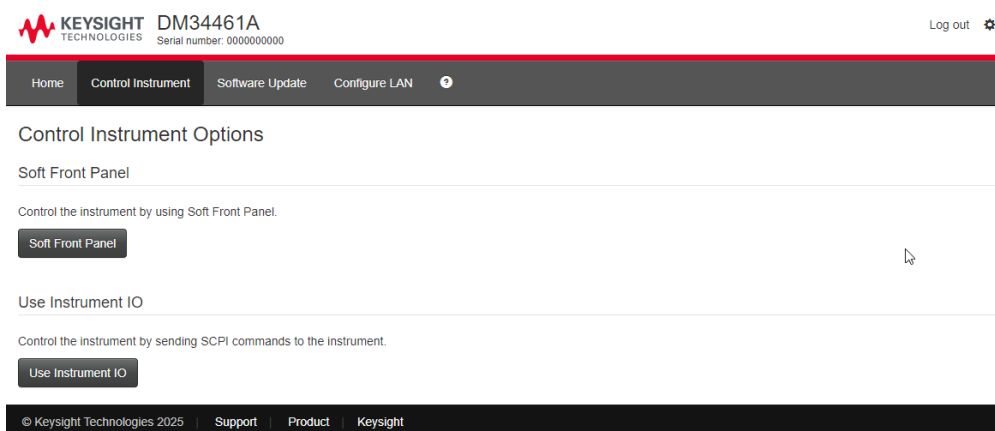 KEYSIGHT
TECHNOLOGIES
DM34461A
Serial number: 0000000000
Log out
Home Control Instrument Software Update Configure LAN ?
Control Instrument Options
Soft Front Panel
Control the instrument by using Soft Front Panel.
Soft Front Panel
Use Instrument IO
Control the instrument by sending SCPI commands to the instrument.
Use Instrument IO
© Keysight Technologies 2025 | Support | Product | Keysight